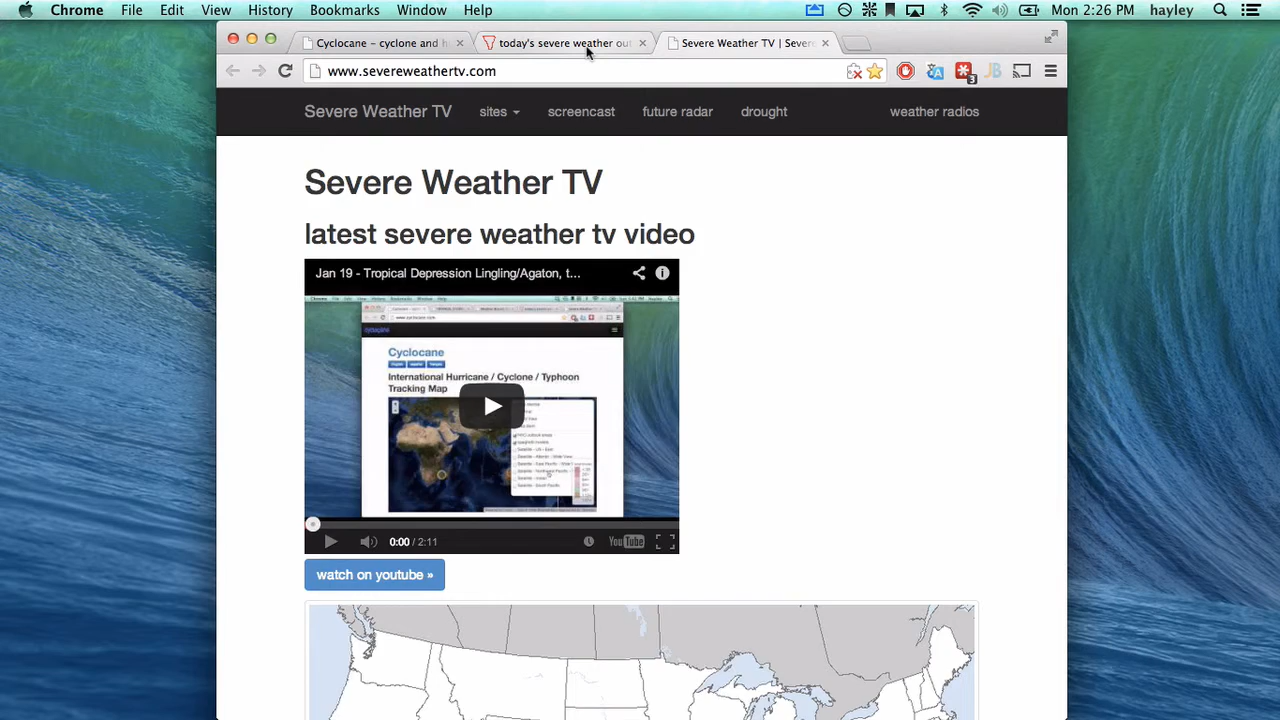 Chrome File Edit View History Bookmarks Window Help Mon 2:26 PM hayley
Cyclocane – cyclone and h today's severe weather out Severe Weather TV | Severe
www.severeweathertv.com
3
Severe Weather TV sites screencast future radar drought weather radios
Severe Weather TV
latest severe weather tv video
Jan 19 - Tropical Depression Lingling/Agaton, t...
Cyclocane
International Hurricane / Cyclone / Typhoon
Tracking Map
0:00 / 2:11 YouTube
watch on youtube »